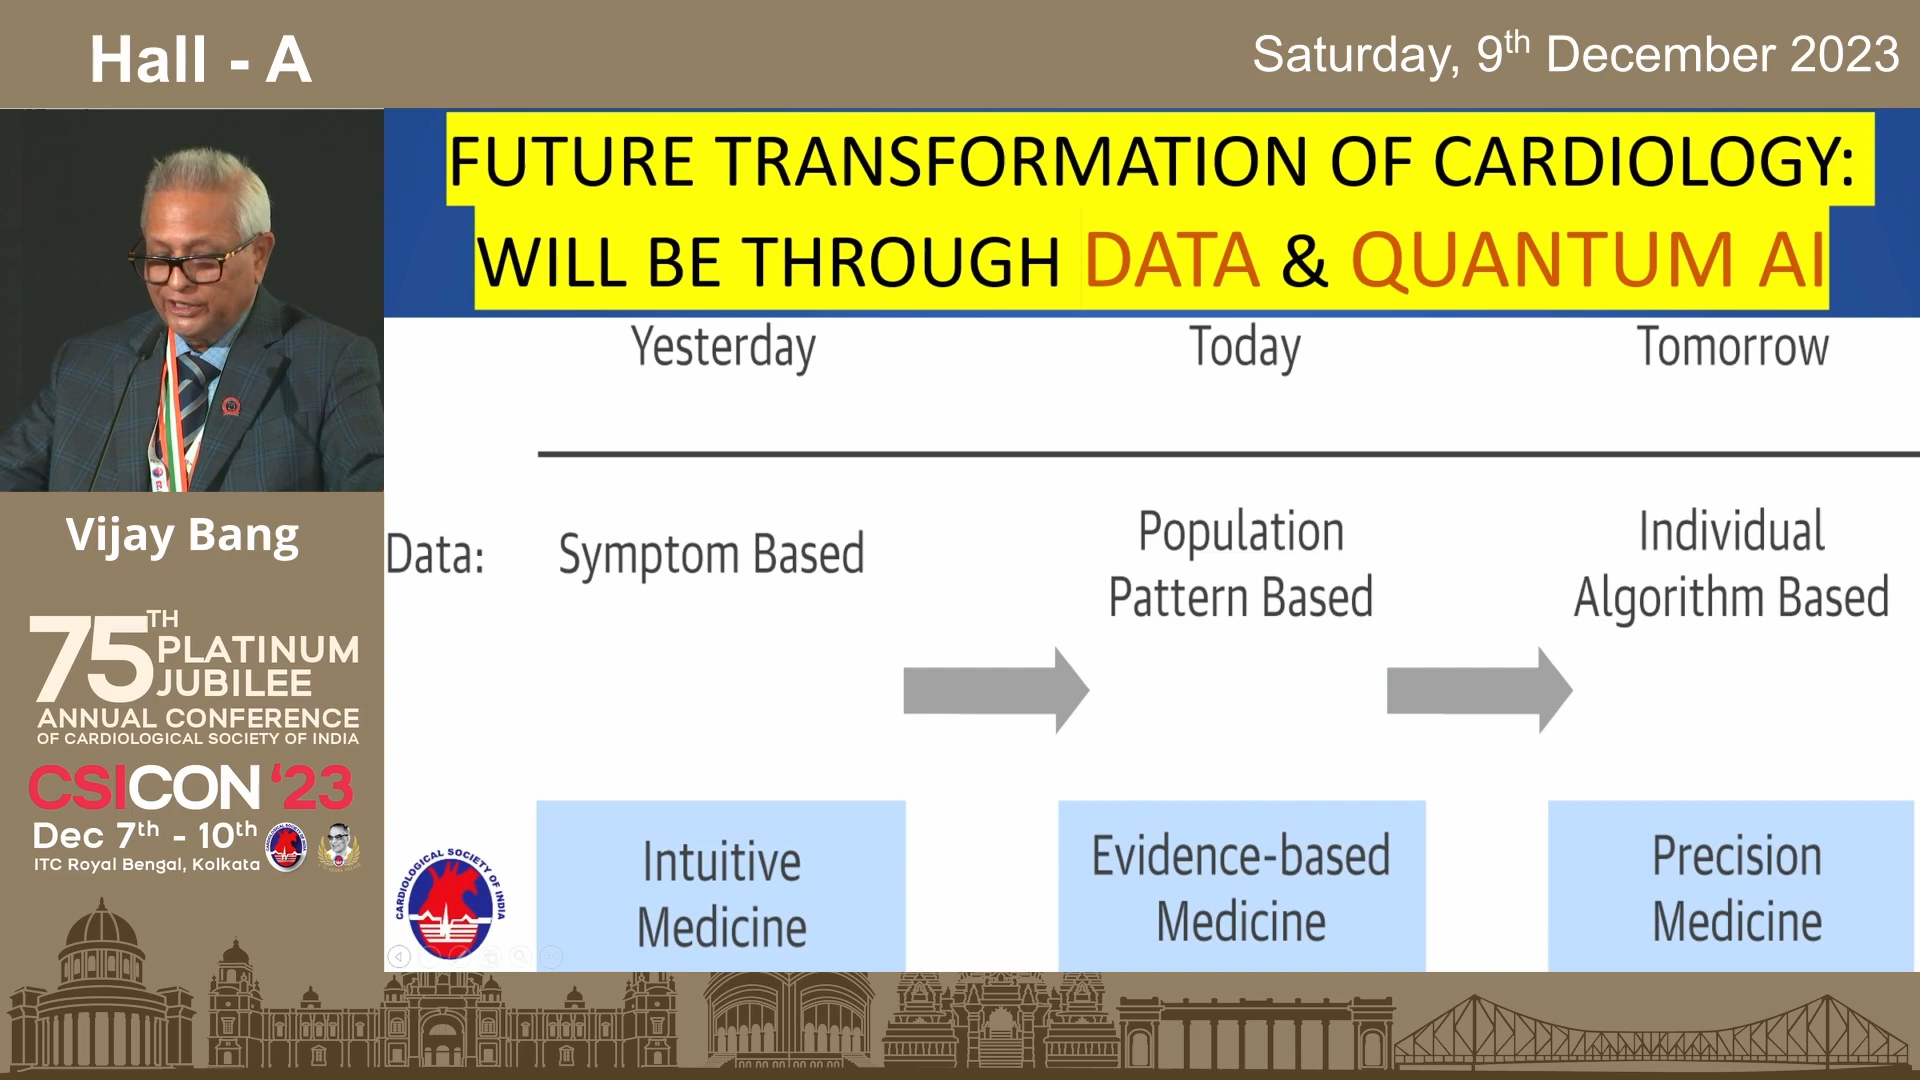 Hall - A
Saturday, 9th December 2023
FUTURE TRANSFORMATION OF CARDIOLOGY:
WILL BE THROUGH DATA & QUANTUM AI
Yesterday
Today
Tomorrow
Data:
Symptom Based
Population
Pattern Based
Individual
Algorithm Based
Intuitive
Medicine
Evidence-based
Medicine
Precision
Medicine
CARDIOLOGICAL SOCIETY OF INDIA
Vijay Bang
75TH PLATINUM
JUBILEE
ANNUAL CONFERENCE
OF CARDIOLOGICAL SOCIETY OF INDIA
CSICON '23
Dec 7th - 10th
ITC Royal Bengal, Kolkata